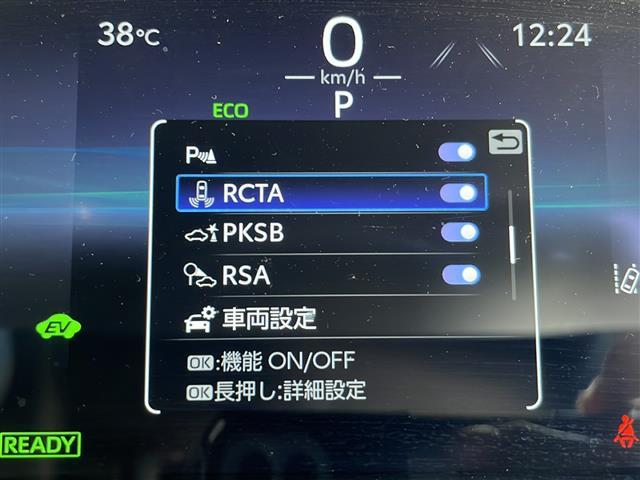 38℃
0
12:24
km/h
ECO
P
P
RCTA
PKSB
RSA
車両設定
OK:機能 ON/OFF
OK長押し:詳細設定
EV
READY